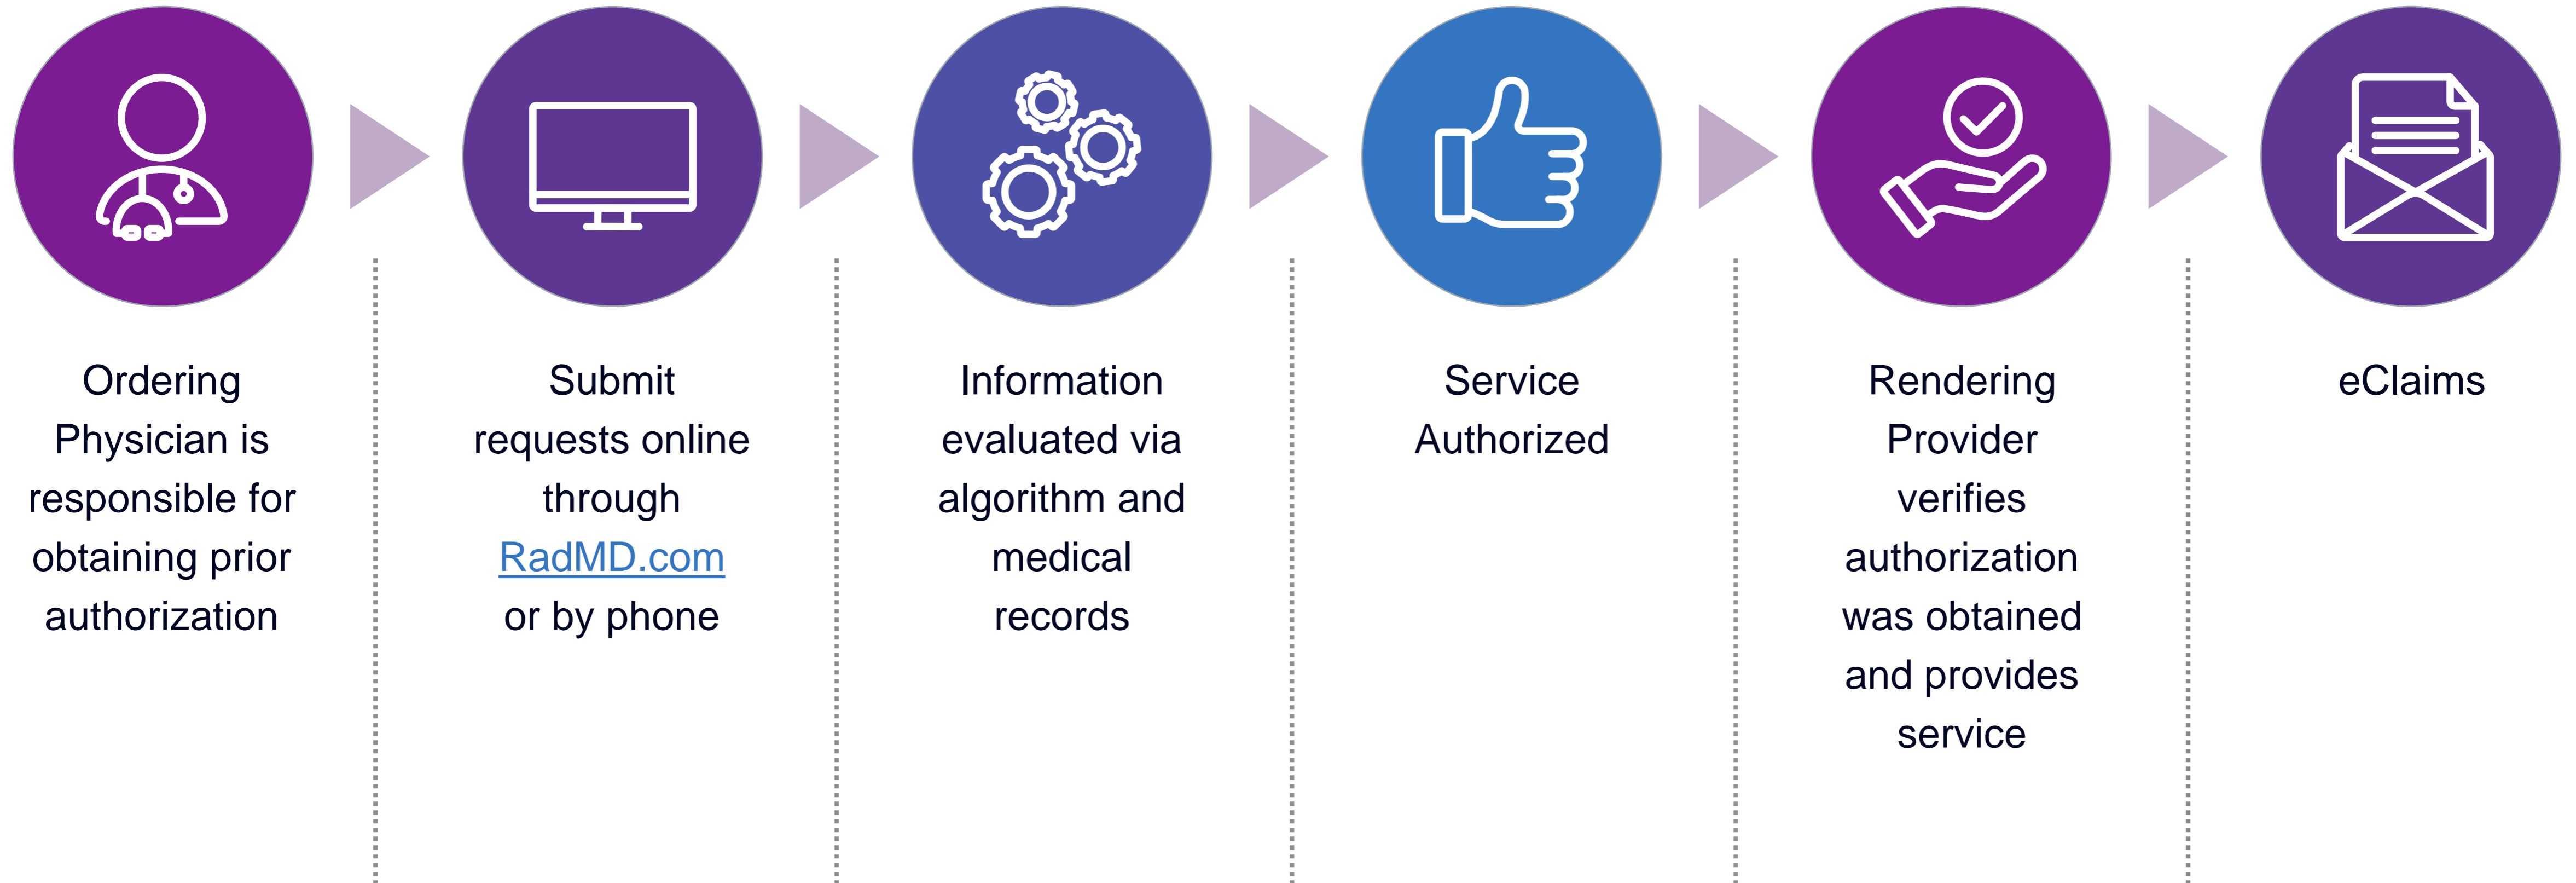 Ordering
Physician is
responsible for
obtaining prior
authorization
Submit
requests online
through
RadMD.com
or by phone
Information
evaluated via
algorithm and
medical
records
Service
Authorized
Rendering
Provider
verifies
authorization
was obtained
and provides
service
eClaims